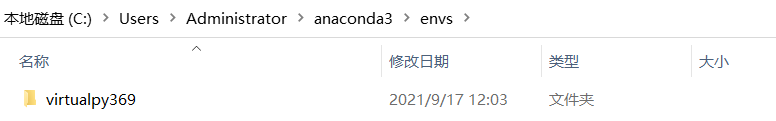 本地磁盘 (C:) > Users > Administrator > anaconda3 > envs >
名称 修改日期 类型 大小
virtualpy369 2021/9/17 12:03 文件夹